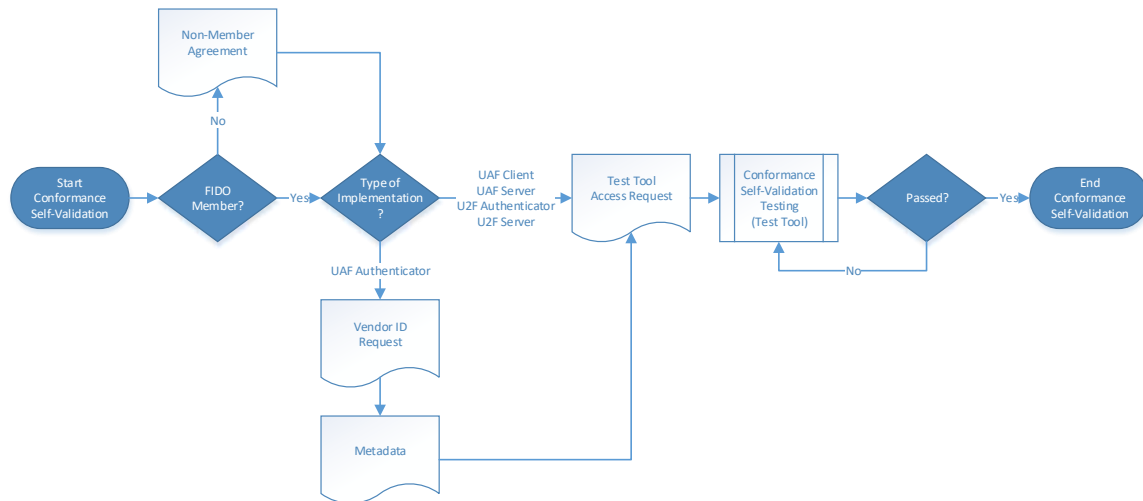 Non-Member
Agreement
No
Start
Conformance
Self-Validation
FIDO
Member?
Yes
Type of
Implementation
?
UAF Client
UAF Server
U2F Authenticator
U2F Server
Test Tool
Access Request
Conformance
Self-Validation
Testing
(Test Tool)
Passed?
Yes
End
Conformance
Self-Validation
No
UAF Authenticator
Vendor ID
Request
Metadada